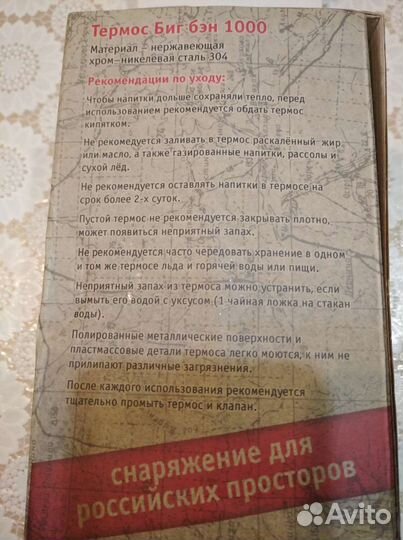 Термос Биг бэн 1000
Материал – нержавеющая
хром-никелевая сталь 304
Рекомендации по уходу:
Чтобы напитки дольше сохраняли тепло, перед
использованием рекомендуется обдать термос
кипятком.
Не рекомедуется заливать в термос раскалённый жир
или масло, а также газированные напитки, рассолы и
сухой лёд.
Не рекомендуется оставлять напитки в термосе на
срок более 2-х суток.
Пустой термос не рекомендуется закрывать плотно,
может появиться неприятный запах.
Не рекомендуется часто чередовать хранение в одном
и том же термосе льда и горячей воды или пищи.
Неприятный запах из термоса можно устранить, если
вымыть его водой с уксусом (1 чайная ложка на стакан
воды).
Полированные металлические поверхности и
пластмассовые детали термоса легко моются, к ним не
прилипают различные загрязнения.
После каждого использования рекомендуется
тщательно промыть термос и клапан.
снаряжение для
российских просторов
Avito